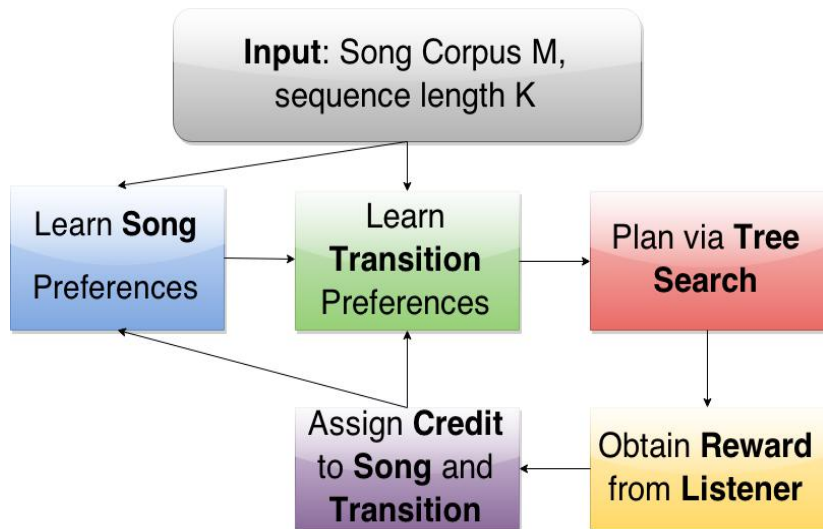 Input: Song Corpus M,
sequence length K
Learn Song
Preferences
Learn
Transition
Preferences
Plan via Tree
Search
Assign Credit
to Song and
Transition
Obtain Reward
from Listener